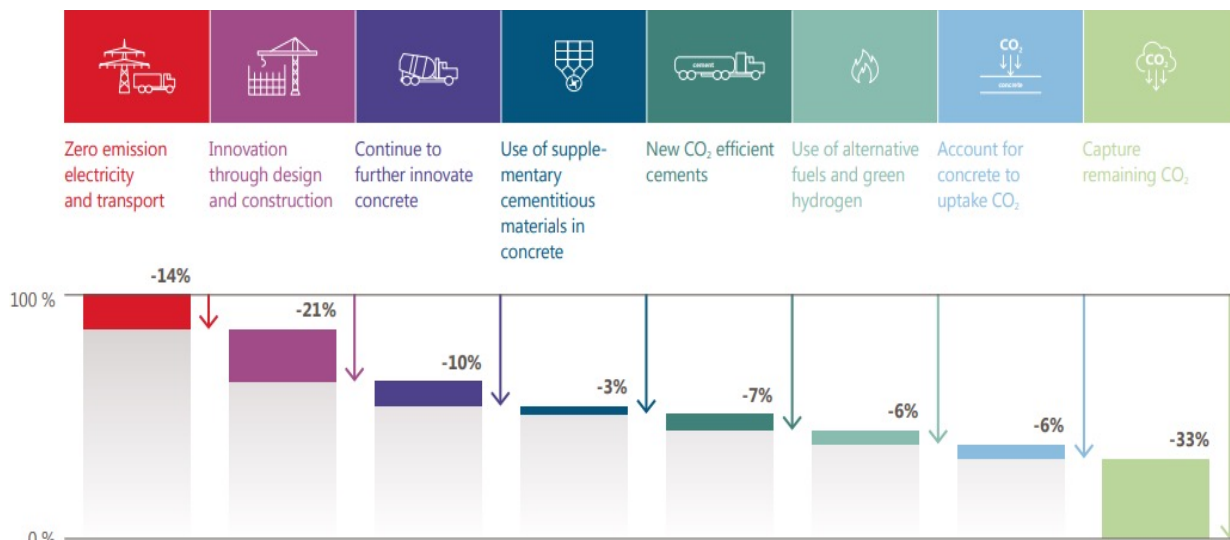 cement
CO₂
concrete
CO₂
Zero emission
electricity
and transport
Innovation
through design
and construction
Continue to
further innovate
concrete
Use of supple-
mentary
cementitious
materials in
concrete
New CO₂ efficient
cements
Use of alternative
fuels and green
hydrogen
Account for
concrete to
uptake CO₂
Capture
remaining CO₂
100 %
-14%
-21%
-10%
-3%
-7%
-6%
-6%
-33%
0 %